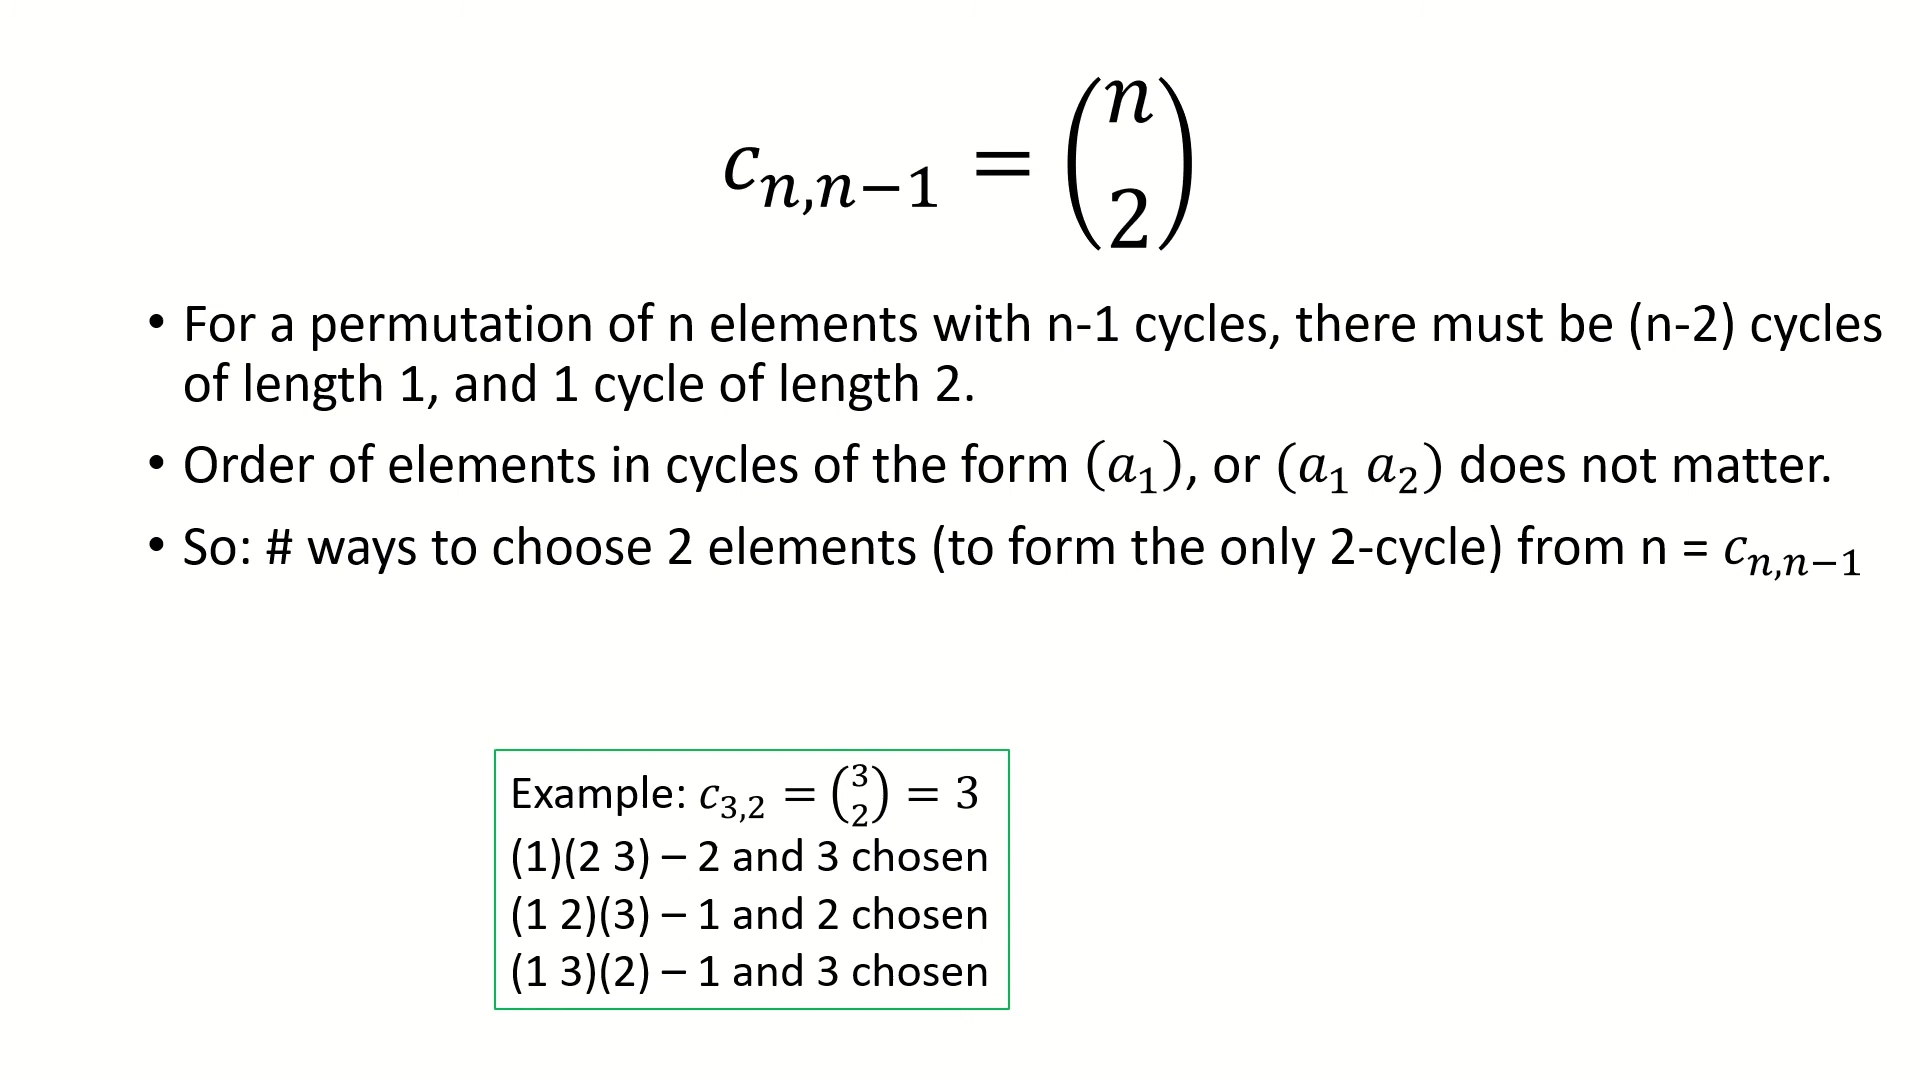 $c_{n,n-1} = \binom{n}{2}$
• For a permutation of n elements with n-1 cycles, there must be (n-2) cycles
of length 1, and 1 cycle of length 2.
• Order of elements in cycles of the form $(a_1)$, or $(a_1\ a_2)$ does not matter.
• So: # ways to choose 2 elements (to form the only 2-cycle) from n = $c_{n,n-1}$
Example: $c_{3,2} = \binom{3}{2} = 3$
(1)(2 3) – 2 and 3 chosen
(1 2)(3) – 1 and 2 chosen
(1 3)(2) – 1 and 3 chosen